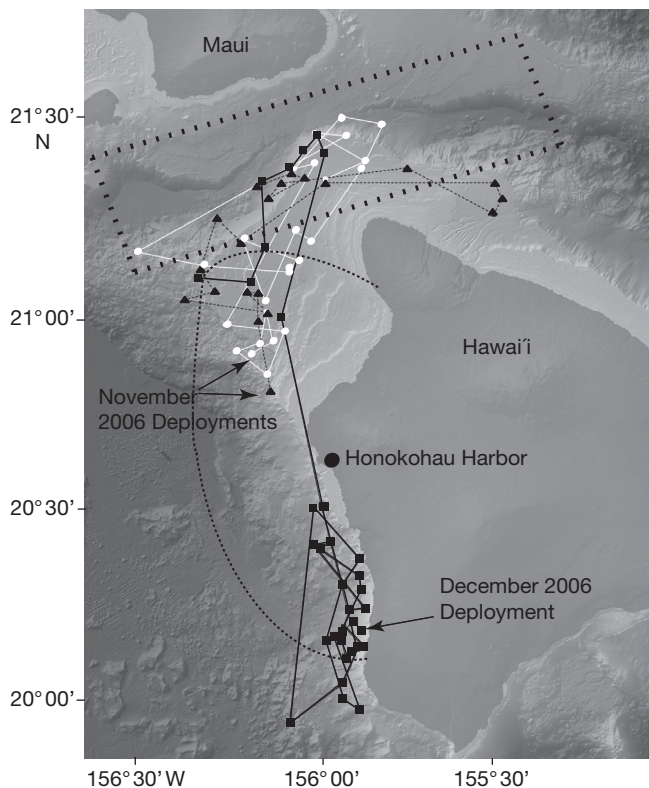 Maui
21°30’
N
21°00’
Hawai´i
November
2006 Deployments
Honokohau Harbor
20°30’
December 2006
Deployment
20°00’
156°30’ W
156°00’
155°30’